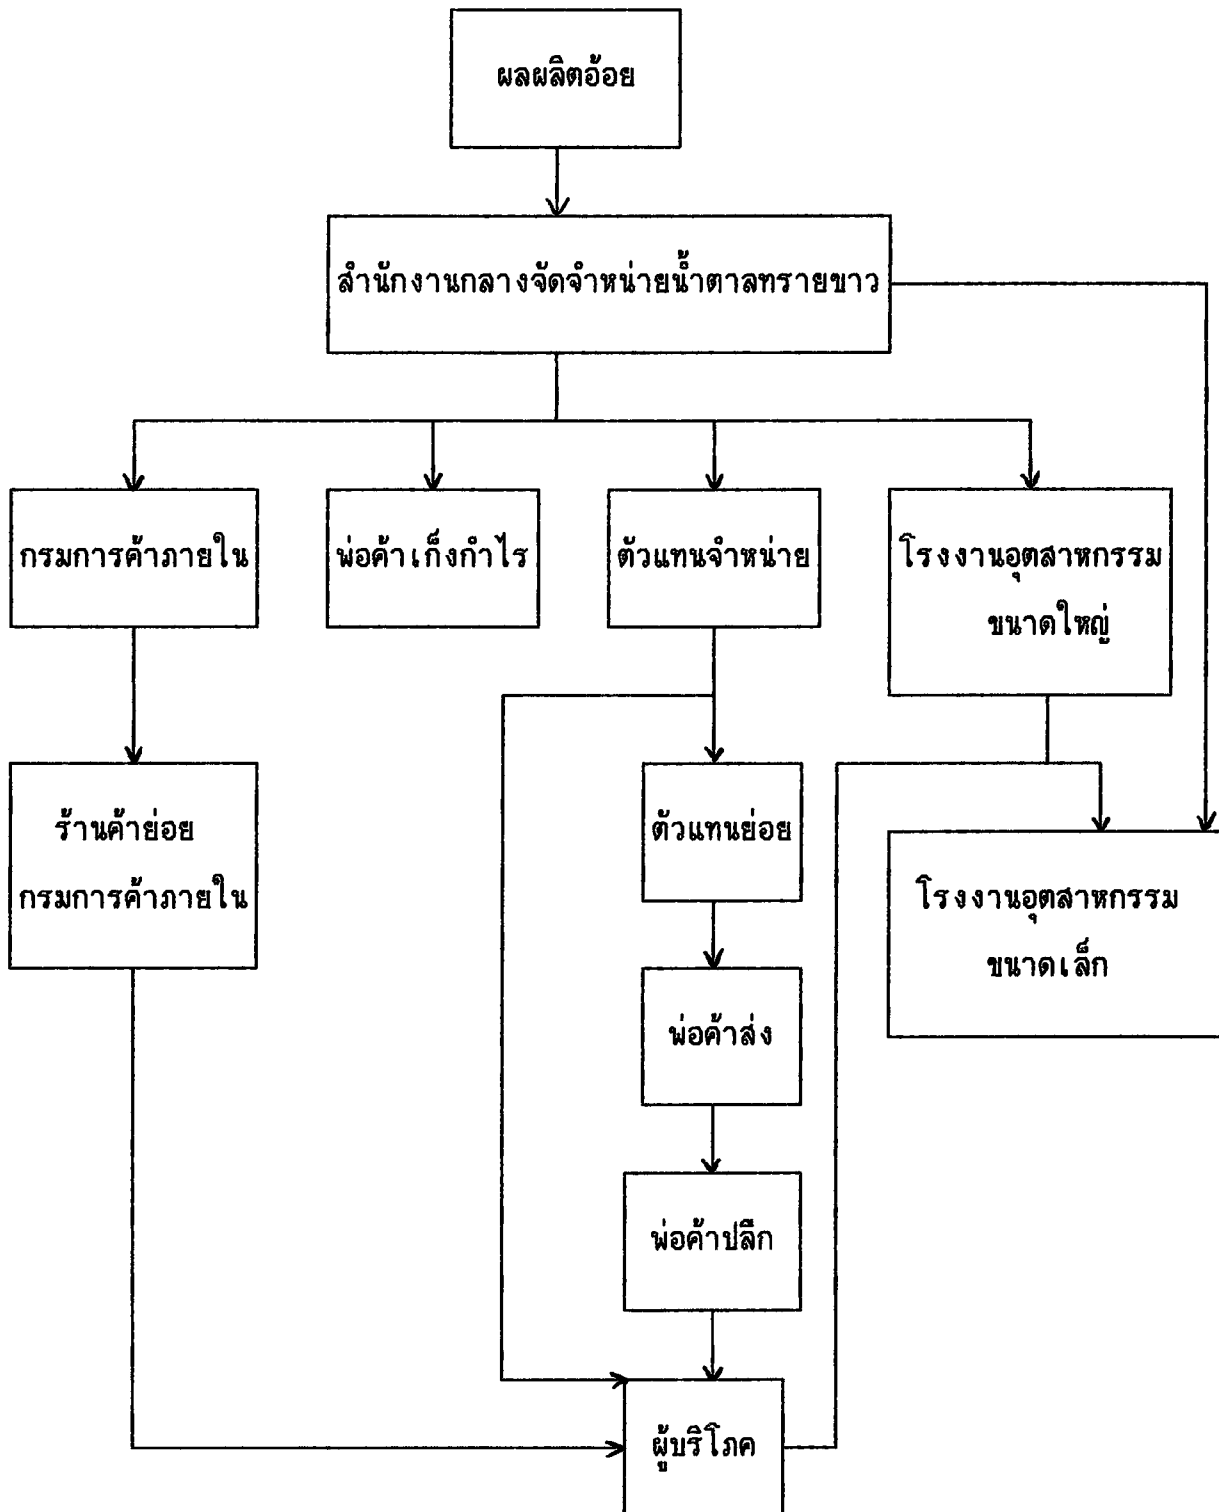 ผลผลิตอ้อย
สำนักงานกลางจัดจำหน่ายน้ำตาลทรายขาว
กรมการค้าภายใน
พ่อค้าเก็งกำไร
ตัวแทนจำหน่าย
โรงงานอุตสาหกรรม
ขนาดใหญ่
ร้านค้าย่อย
กรมการค้าภายใน
ตัวแทนย่อย
โรงงานอุตสาหกรรม
ขนาดเล็ก
พ่อค้าส่ง
พ่อค้าปลีก
ผู้บริโภค